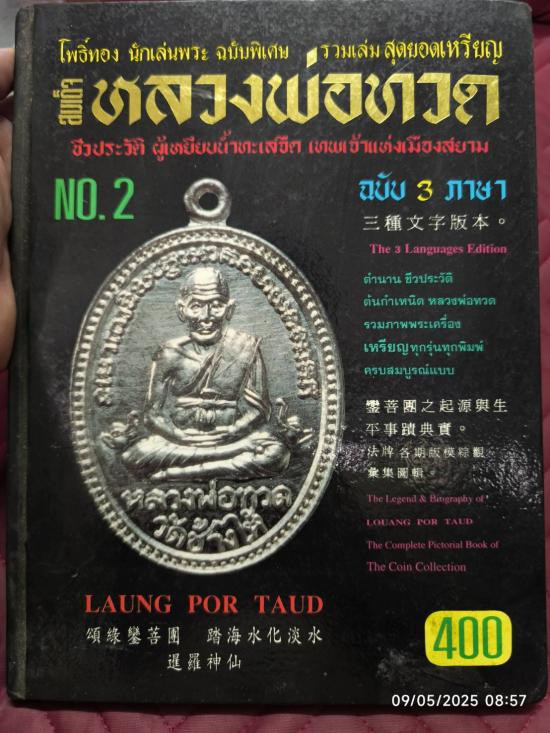 โพธิ์ทอง นักเล่นพระ ฉบับพิเศษ รวมเล่ม สุดยอดเหรียญ
สมเด็จ หลวงพ่อทวด
ชีวประวัติ ผู้เหยียบน้ำทะเลจืด เทพเจ้าแห่งเมืองสยาม
NO. 2
ฉบับ 3 ภาษา
三種文字版本。
The 3 Languages Edition
ตำนาน ชีวประวัติ
ต้นกำเหนิด หลวงพ่อทวด
รวมภาพพระเครื่อง
เหรียญทุกรุ่นทุกพิมพ์
ครบสมบูรณ์แบบ
鑾菩團之起源與生
平事蹟典實。
法牌各期版模綜觀
彙集圖輯。
The Legend & Biography of
LOUANG POR TAUD
The Complete Pictorial Book of
The Coin Collection
หลวงพ่อทวด
วัดช้างไห้
LAUNG POR TAUD
頌緣鑾菩團 踏海水化淡水
暹羅神仙
400
09/05/2025 08:57